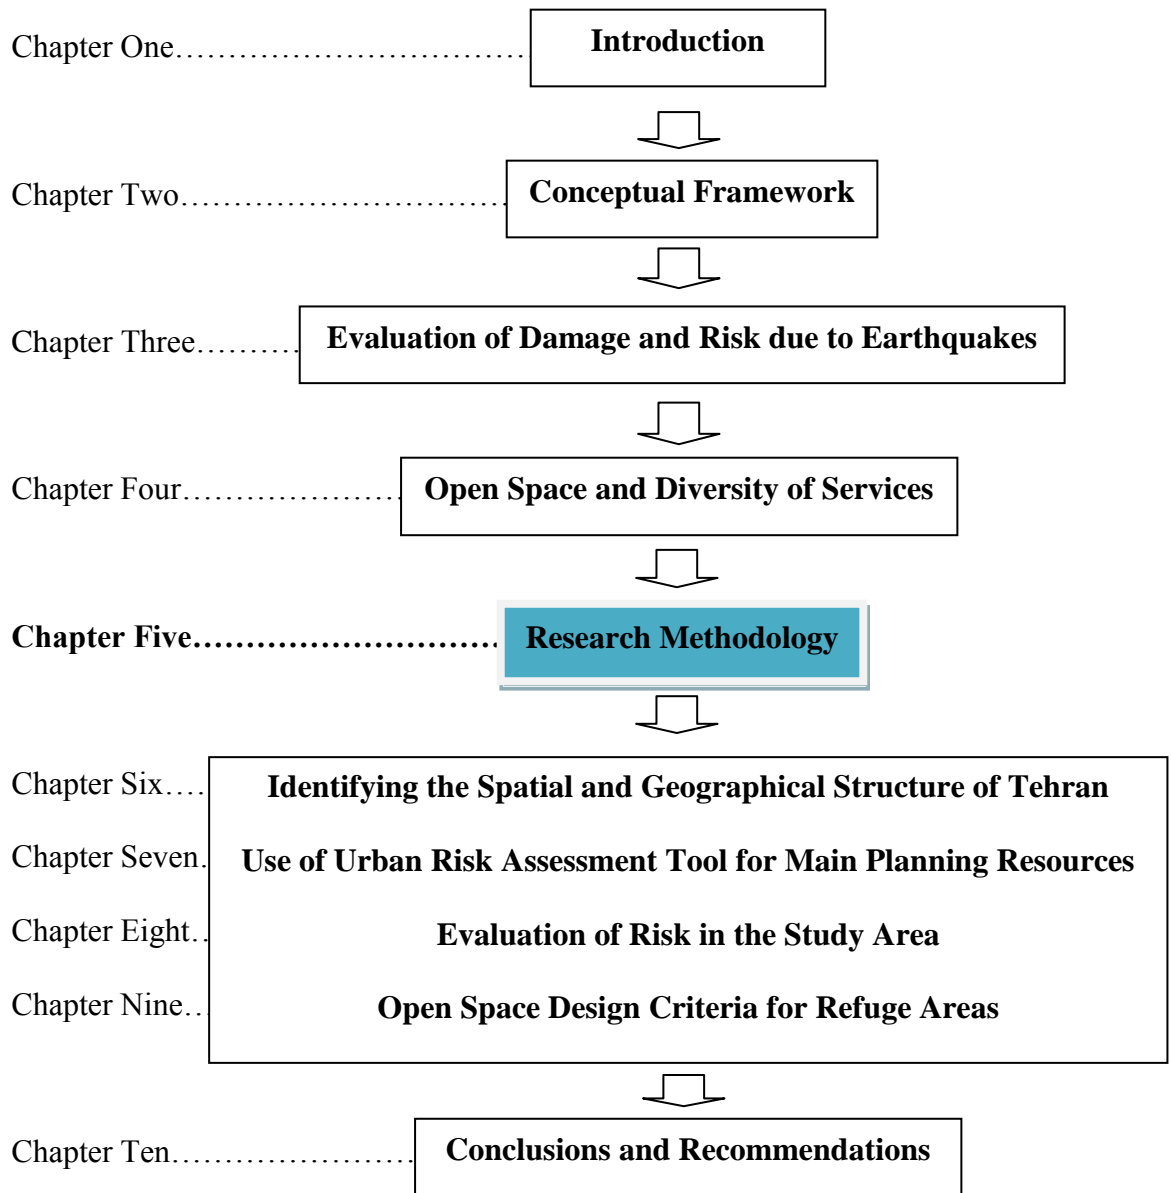 Chapter One……………………………… Introduction
Chapter Two…………………………… Conceptual Framework
Chapter Three………. Evaluation of Damage and Risk due to Earthquakes
Chapter Four………………….. Open Space and Diversity of Services
Chapter Five………………………… Research Methodology
Chapter Six….. Identifying the Spatial and Geographical Structure of Tehran
Chapter Seven. Use of Urban Risk Assessment Tool for Main Planning Resources
Chapter Eight.. Evaluation of Risk in the Study Area
Chapter Nine… Open Space Design Criteria for Refuge Areas
Chapter Ten…………………… Conclusions and Recommendations